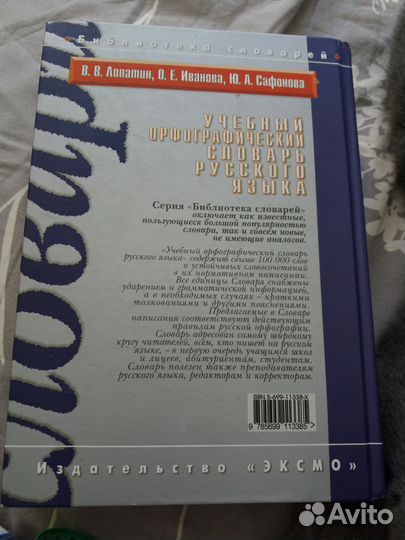 «Библиотека словарей»
В. В. Лопатин, О. Е. Иванова, Ю. А. Сафонова
УЧЕБНЫЙ
ОРФОГРАФИЧЕСКИЙ
СЛОВАРЬ
РУССКОГО
ЯЗЫКА
Серия «Библиотека словарей»
включает как известные,
пользующиеся большой популярностью
словари, так и совсем новые,
не имеющие аналогов.
«Учебный орфографический словарь
русского языка» содержит свыше 100 000 слов
и устойчивых словосочетаний
в их нормативном написании.
Все единицы Словаря снабжены
ударением и грамматической информацией,
а в необходимых случаях – краткими
толкованиями и другими пояснениями.
Предлагаемые в Словаре
написания соответствуют действующим
правилам русской орфографии.
Словарь адресован самому широкому
кругу читателей, всем, кто пишет на русском
языке, – в первую очередь учащимся школ
и лицеев, абитуриентам, студентам.
Словарь полезен также преподавателям
русского языка, редакторам и корректорам.
ISBN 5-699-11338-X
9 785699 113385 >
Издательство «ЭКСМО»
словари
Avito